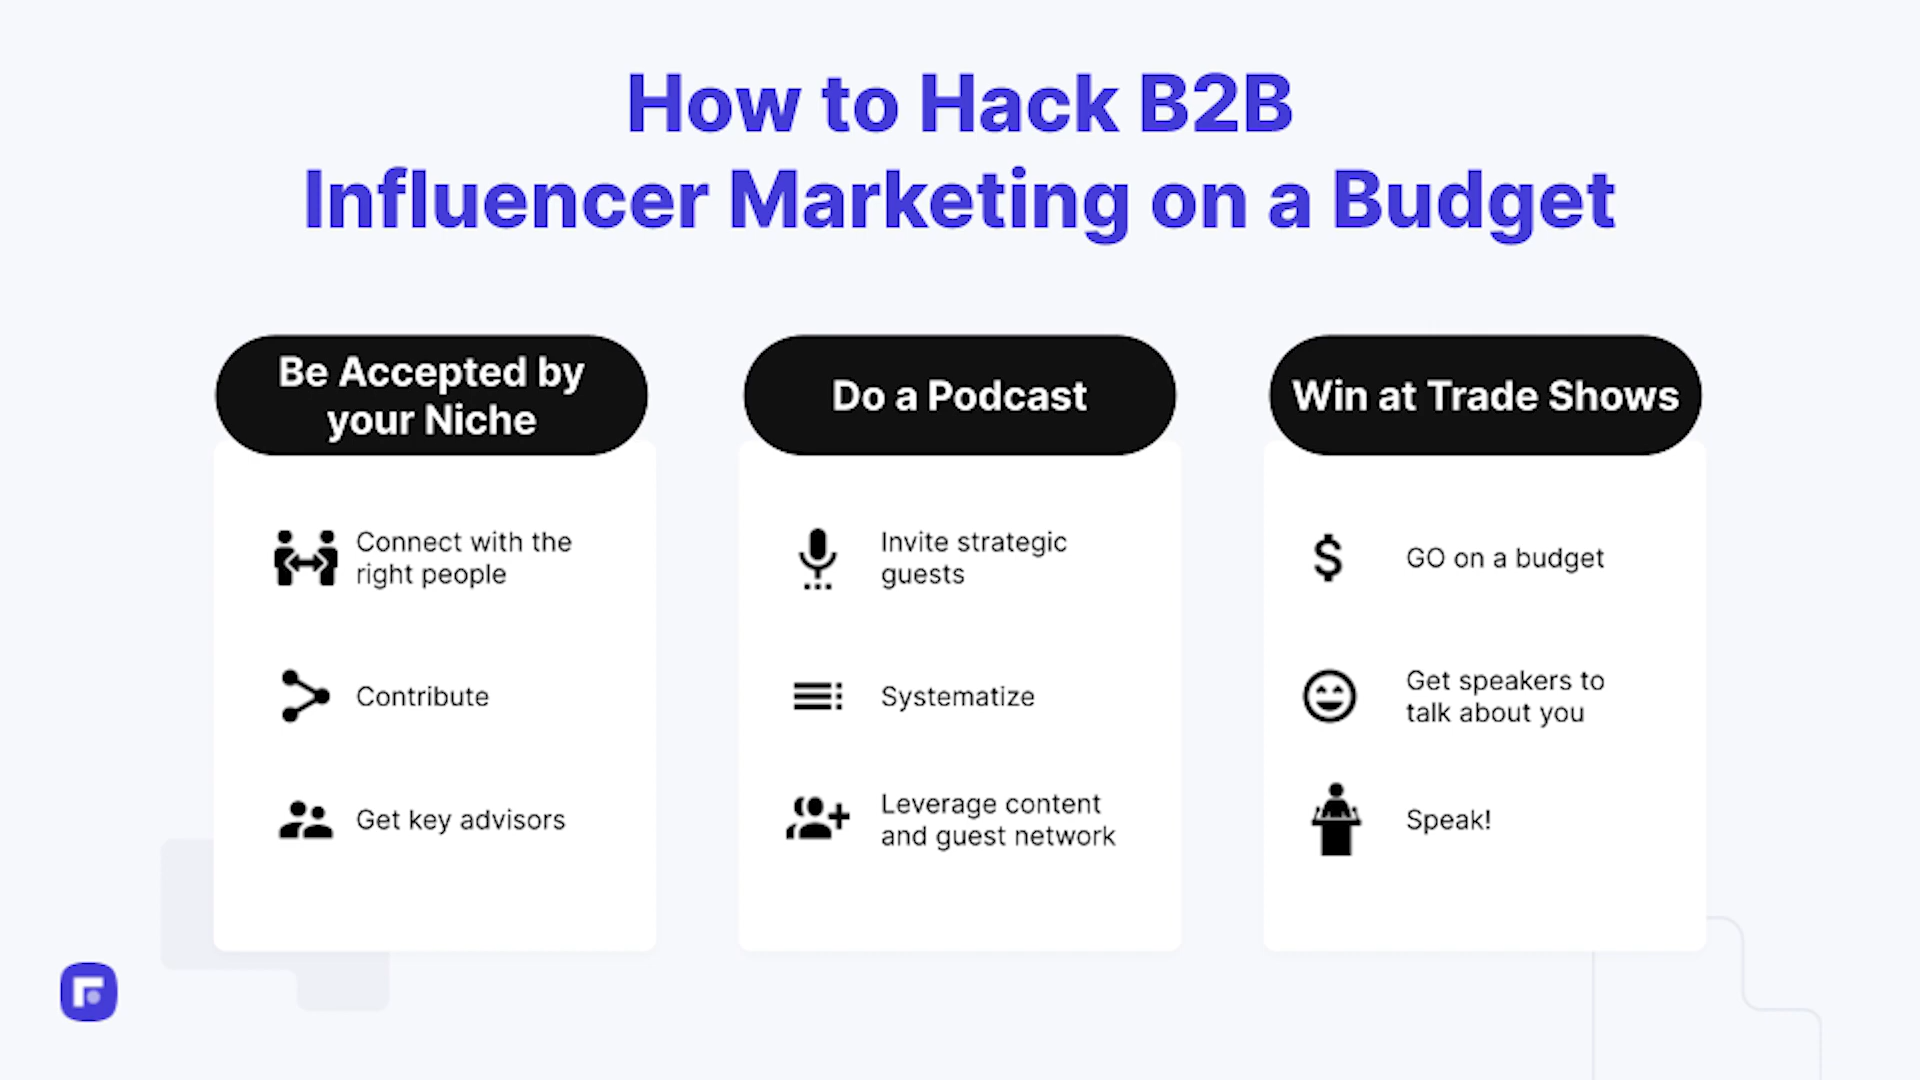 How to Hack B2B
Influencer Marketing on a Budget
Be Accepted by
your Niche
Connect with the
right people
Contribute
Get key advisors
Do a Podcast
Invite strategic
guests
Systematize
Leverage content
and guest network
Win at Trade Shows
GO on a budget
Get speakers to
talk about you
Speak!